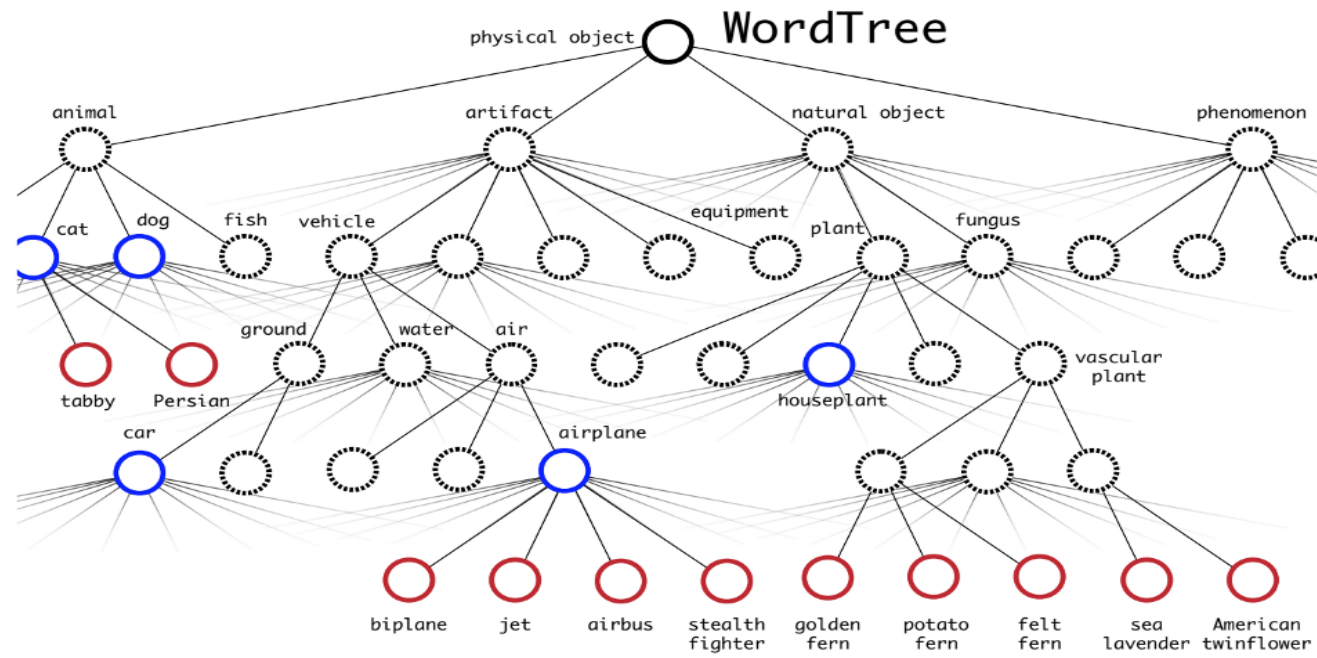 WordTree
physical object
animal
artifact
natural object
phenomenon
cat
dog
fish
vehicle
equipment
plant
fungus
ground
water
air
vascular
plant
tabby
Persian
houseplant
car
airplane
biplane
jet
airbus
stealth
fighter
golden
fern
potato
fern
felt
fern
sea
lavender
American
twinflower